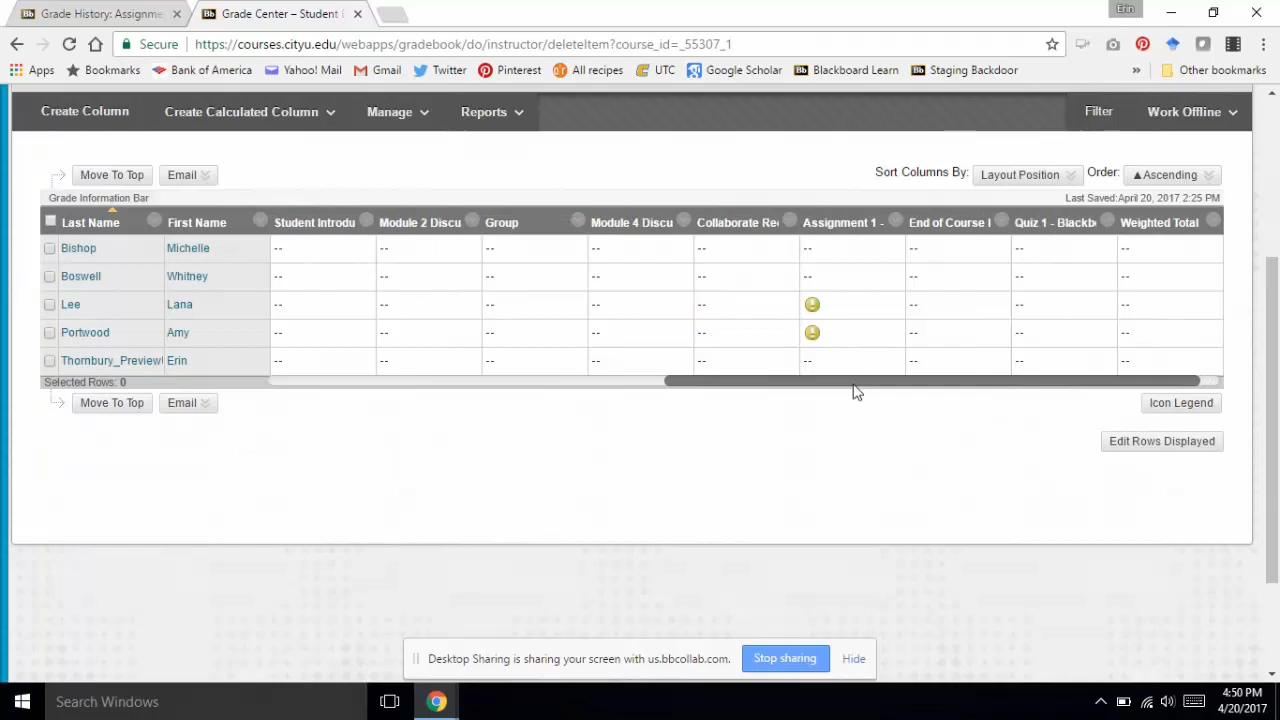 Grade History: Assignme
Grade Center – Student
Erin
Secure
https://courses.cityu.edu/webapps/gradebook/do/instructor/deleteItem?course_id=_55307_1
Apps Bookmarks Bank of America Yahoo! Mail Gmail Twitter Pinterest All recipes UTC Google Scholar Blackboard Learn Staging Backdoor » Other bookmarks
Create Column Create Calculated Column Manage Reports Filter Work Offline
Move To Top Email Sort Columns By: Layout Position Order: ▲Ascending
Grade Information Bar Last Saved:April 20, 2017 2:25 PM
Last Name First Name Student Introdu Module 2 Discu Group Module 4 Discu Collaborate Re Assignment 1 - End of Course Quiz 1 - Blackb Weighted Total
Bishop Michelle -- -- -- -- -- -- -- -- --
Boswell Whitney -- -- -- -- -- -- -- -- --
Lee Lana -- -- -- -- -- -- -- --
Portwood Amy -- -- -- -- -- -- -- --
Thornbury_Preview Erin -- -- -- -- -- -- -- -- --
Selected Rows: 0
Move To Top Email Icon Legend
Edit Rows Displayed
Desktop Sharing is sharing your screen with us.bbcollab.com. Stop sharing Hide
Search Windows
4:50 PM
4/20/2017